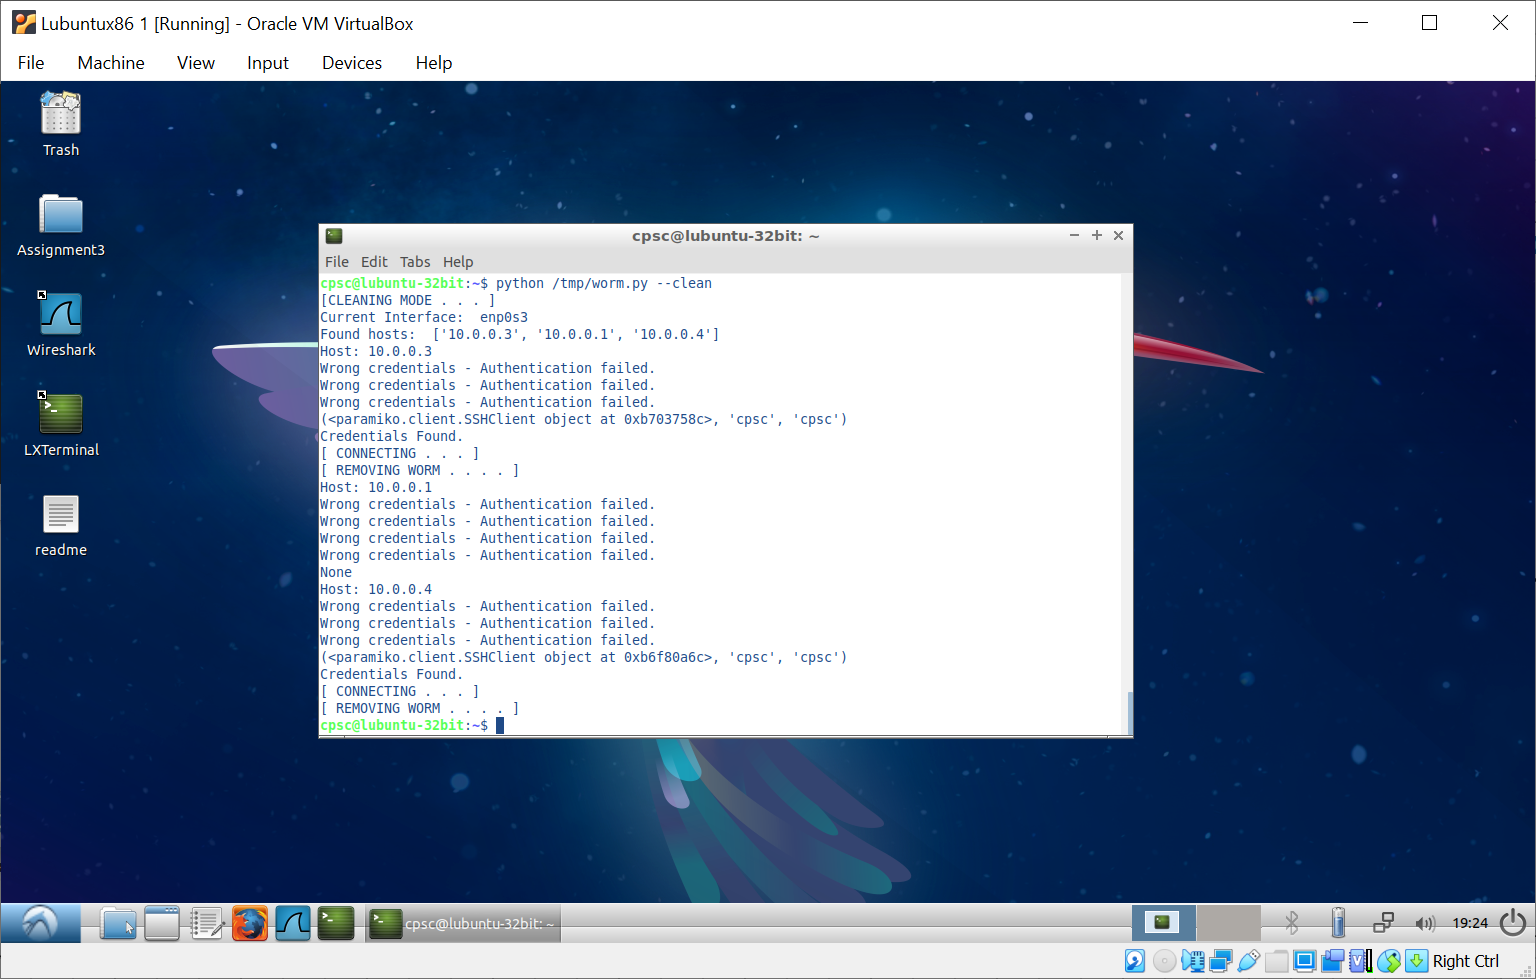 Lubuntux86 1 [Running] - Oracle VM VirtualBox
File Machine View Input Devices Help
Trash
Assignment3
Wireshark
LXTerminal
readme
cpsc@lubuntu-32bit: ~
File Edit Tabs Help
cpsc@lubuntu-32bit:~$ python /tmp/worm.py --clean
[CLEANING MODE . . . ]
Current Interface:  enp0s3
Found hosts:  ['10.0.0.3', '10.0.0.1', '10.0.0.4']
Host: 10.0.0.3
Wrong credentials - Authentication failed.
Wrong credentials - Authentication failed.
Wrong credentials - Authentication failed.
(<paramiko.client.SSHClient object at 0xb703758c>, 'cpsc', 'cpsc')
Credentials Found.
[ CONNECTING . . . ]
[ REMOVING WORM . . . . ]
Host: 10.0.0.1
Wrong credentials - Authentication failed.
Wrong credentials - Authentication failed.
Wrong credentials - Authentication failed.
Wrong credentials - Authentication failed.
None
Host: 10.0.0.4
Wrong credentials - Authentication failed.
Wrong credentials - Authentication failed.
Wrong credentials - Authentication failed.
(<paramiko.client.SSHClient object at 0xb6f80a6c>, 'cpsc', 'cpsc')
Credentials Found.
[ CONNECTING . . . ]
[ REMOVING WORM . . . . ]
cpsc@lubuntu-32bit:~$
cpsc@lubuntu-32bit: ~
19:24
Right Ctrl